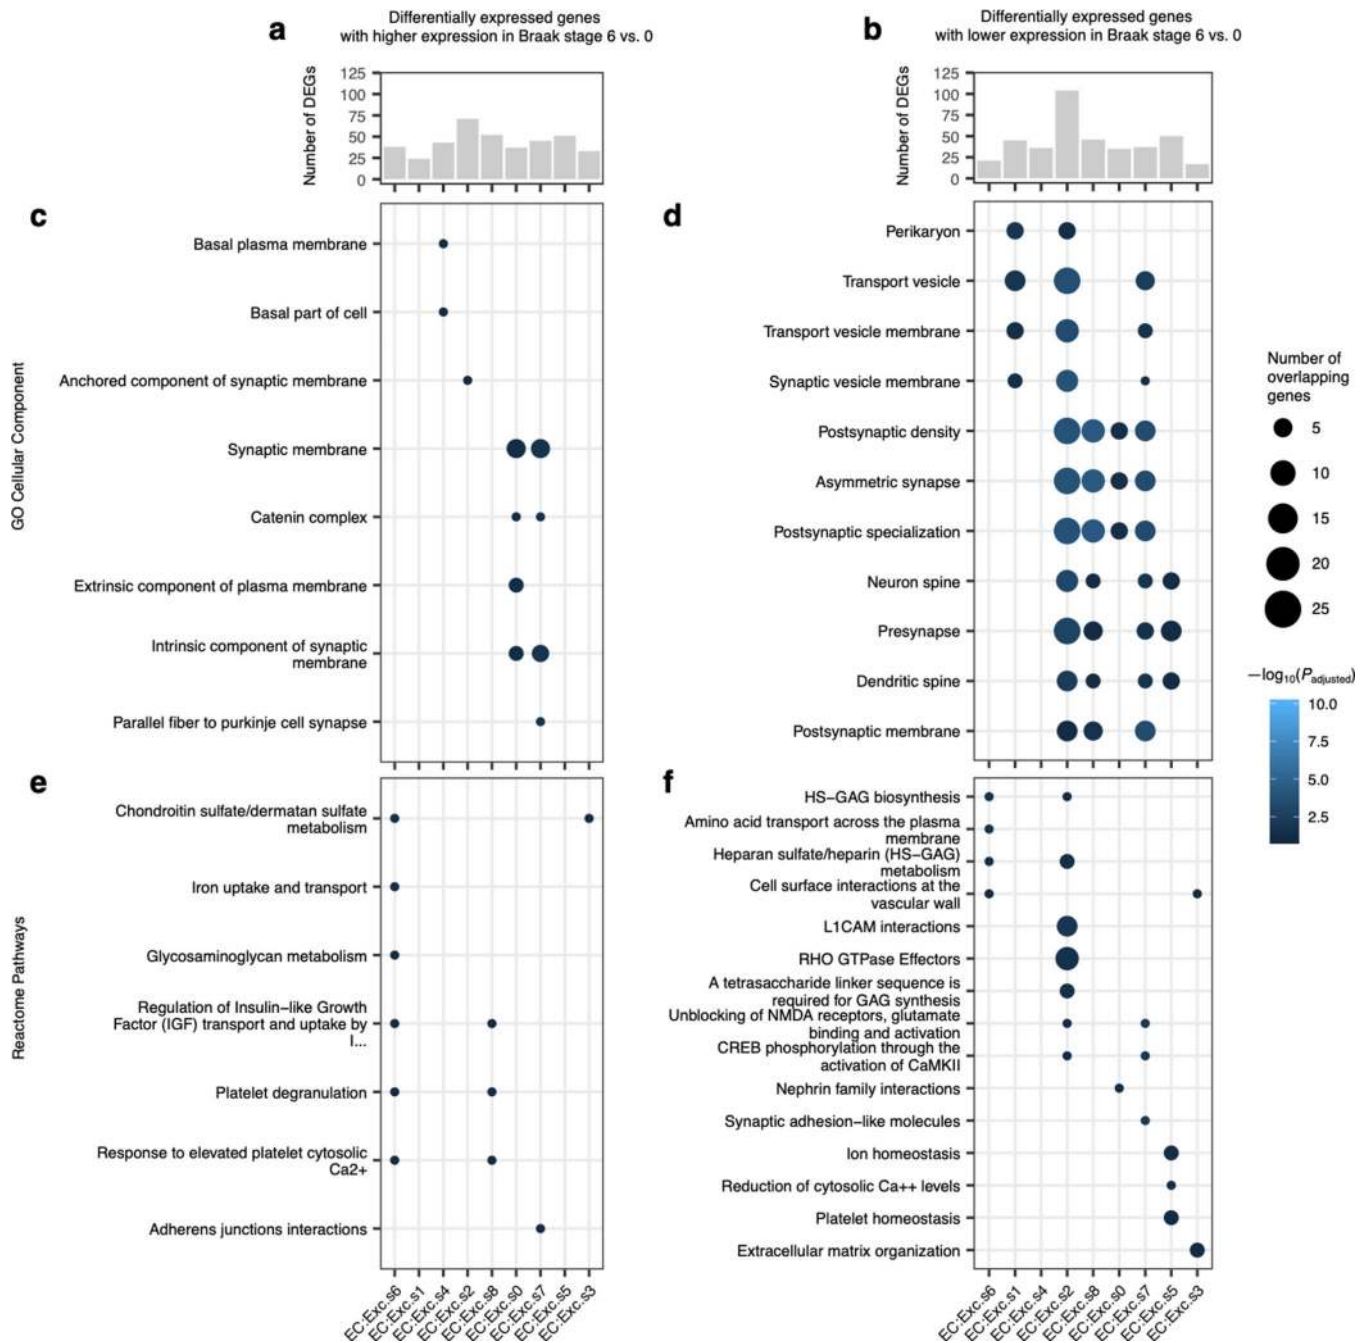 a
Differentially expressed genes
with higher expression in Braak stage 6 vs. 0
Number of DEGs
125
100
75
50
25
0
b
Differentially expressed genes
with lower expression in Braak stage 6 vs. 0
Number of DEGs
125
100
75
50
25
0
c
GO Cellular Component
Basal plasma membrane
Basal part of cell
Anchored component of synaptic membrane
Synaptic membrane
Catenin complex
Extrinsic component of plasma membrane
Intrinsic component of synaptic
membrane
Parallel fiber to purkinje cell synapse
d
Perikaryon
Transport vesicle
Transport vesicle membrane
Synaptic vesicle membrane
Postsynaptic density
Asymmetric synapse
Postsynaptic specialization
Neuron spine
Presynapse
Dendritic spine
Postsynaptic membrane
Number of
overlapping
genes
5
10
15
20
25
−log10(Padjusted)
10.0
7.5
5.0
2.5
e
Reactome Pathways
Chondroitin sulfate/dermatan sulfate
metabolism
Iron uptake and transport
Glycosaminoglycan metabolism
Regulation of Insulin−like Growth
Factor (IGF) transport and uptake by
I...
Platelet degranulation
Response to elevated platelet cytosolic
Ca2+
Adherens junctions interactions
EC:Exc.s6
EC:Exc.s1
EC:Exc.s4
EC:Exc.s2
EC:Exc.s8
EC:Exc.s0
EC:Exc.s7
EC:Exc.s5
EC:Exc.s3
f
HS−GAG biosynthesis
Amino acid transport across the plasma
membrane
Heparan sulfate/heparin (HS−GAG)
metabolism
Cell surface interactions at the
vascular wall
L1CAM interactions
RHO GTPase Effectors
A tetrasaccharide linker sequence is
required for GAG synthesis
Unblocking of NMDA receptors, glutamate
binding and activation
CREB phosphorylation through the
activation of CaMKII
Nephrin family interactions
Synaptic adhesion−like molecules
Ion homeostasis
Reduction of cytosolic Ca++ levels
Platelet homeostasis
Extracellular matrix organization
EC:Exc.s6
EC:Exc.s1
EC:Exc.s4
EC:Exc.s2
EC:Exc.s8
EC:Exc.s0
EC:Exc.s7
EC:Exc.s5
EC:Exc.s3